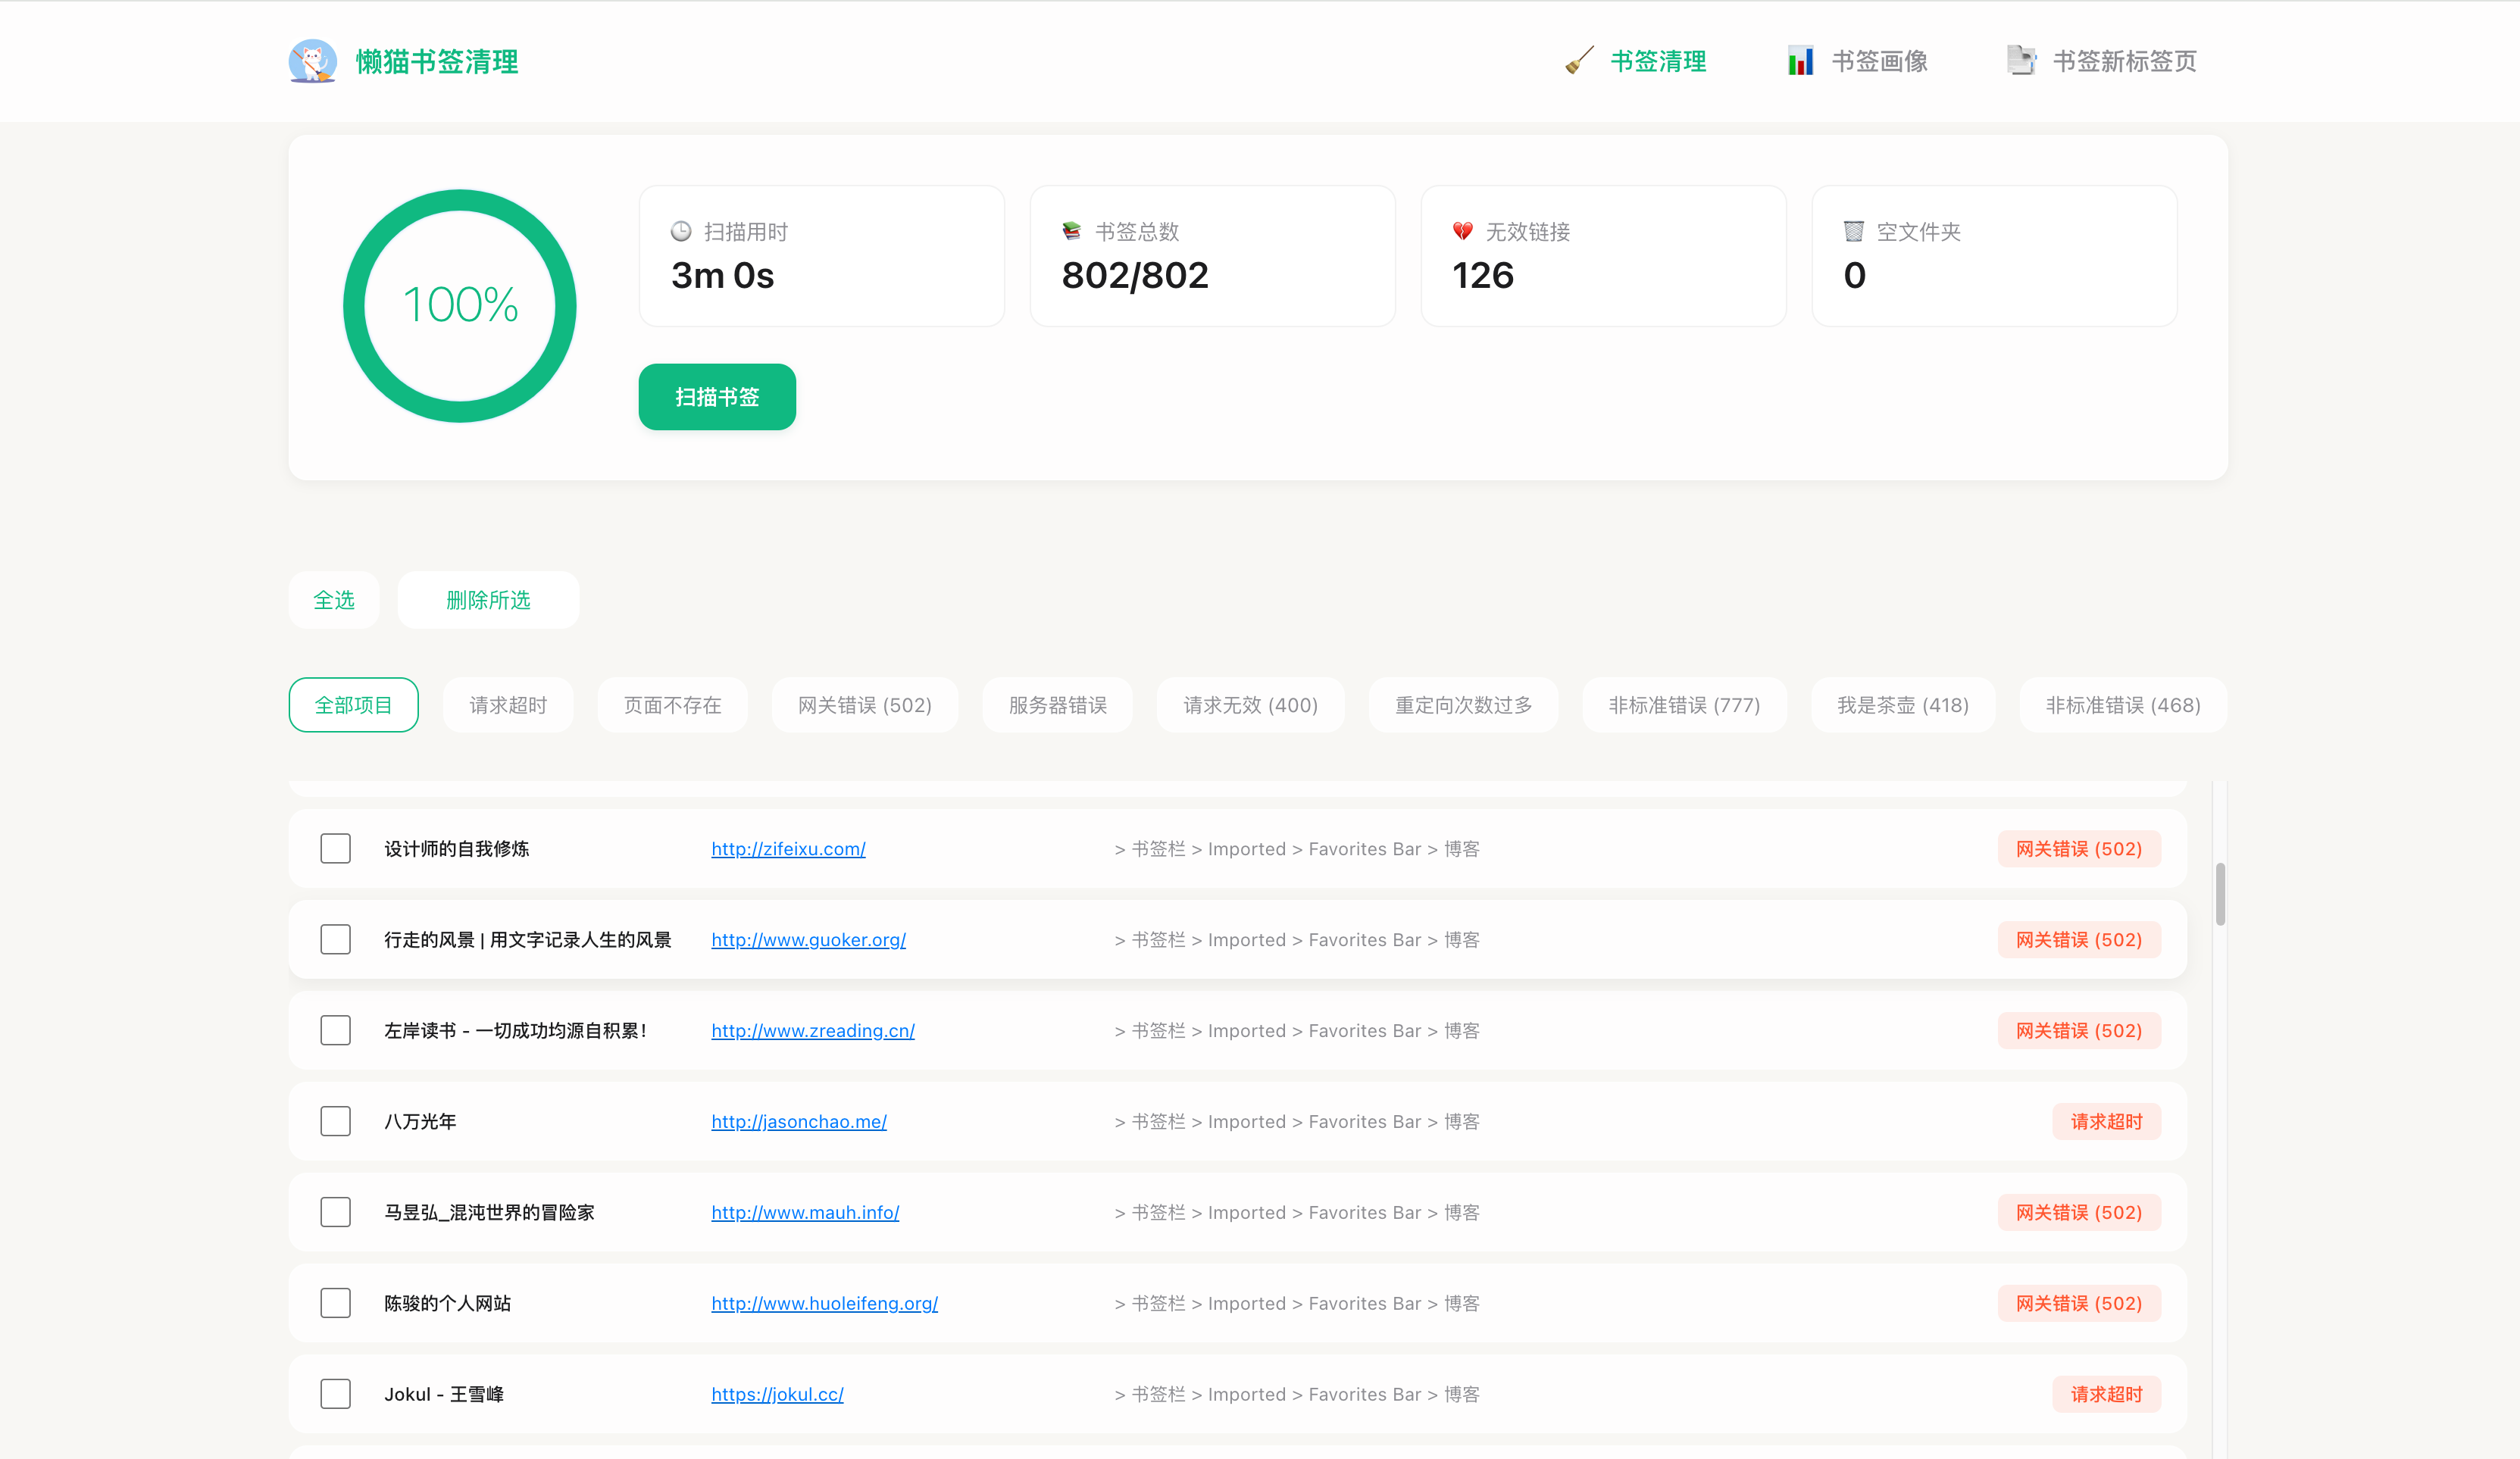 懒猫书签清理
书签清理
书签画像
书签新标签页
100%
扫描用时
3m 0s
书签总数
802/802
无效链接
126
空文件夹
0
扫描书签
全选
删除所选
全部项目
请求超时
页面不存在
网关错误 (502)
服务器错误
请求无效 (400)
重定向次数过多
非标准错误 (777)
我是茶壶 (418)
非标准错误 (468)
设计师的自我修炼 http://zifeixu.com/ > 书签栏 > Imported > Favorites Bar > 博客 网关错误 (502)
行走的风景 | 用文字记录人生的风景 http://www.guoker.org/ > 书签栏 > Imported > Favorites Bar > 博客 网关错误 (502)
左岸读书 - 一切成功均源自积累！ http://www.zreading.cn/ > 书签栏 > Imported > Favorites Bar > 博客 网关错误 (502)
八万光年 http://jasonchao.me/ > 书签栏 > Imported > Favorites Bar > 博客 请求超时
马昱弘_混沌世界的冒险家 http://www.mauh.info/ > 书签栏 > Imported > Favorites Bar > 博客 网关错误 (502)
陈骏的个人网站 http://www.huoleifeng.org/ > 书签栏 > Imported > Favorites Bar > 博客 网关错误 (502)
Jokul - 王雪峰 https://jokul.cc/ > 书签栏 > Imported > Favorites Bar > 博客 请求超时